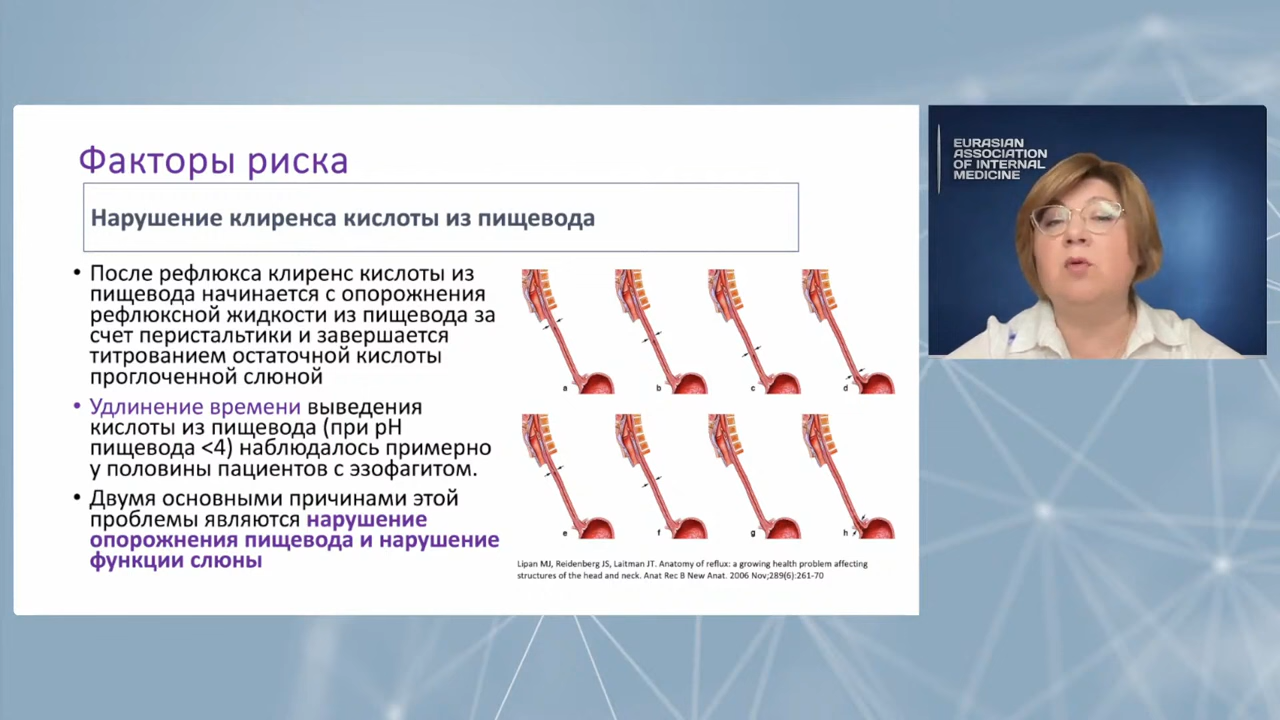 Факторы риска
Нарушение клиренса кислоты из пищевода
• После рефлюкса клиренс кислоты из
пищевода начинается с опорожнения
рефлюксной жидкости из пищевода за
счет перистальтики и завершается
титрованием остаточной кислоты
проглоченной слюной
• Удлинение времени выведения
кислоты из пищевода (при рН
пищевода <4) наблюдалось примерно
у половины пациентов с эзофагитом.
• Двумя основными причинами этой
проблемы являются нарушение
опорожнения пищевода и нарушение
функции слюны
a b c d
e f g h
Lipan MJ, Reidenberg JS, Laitman JT. Anatomy of reflux: a growing health problem affecting
structures of the head and neck. Anat Rec B New Anat. 2006 Nov;289(6):261-70
EURASIAN
ASSOCIATION
OF INTERNAL
MEDICINE